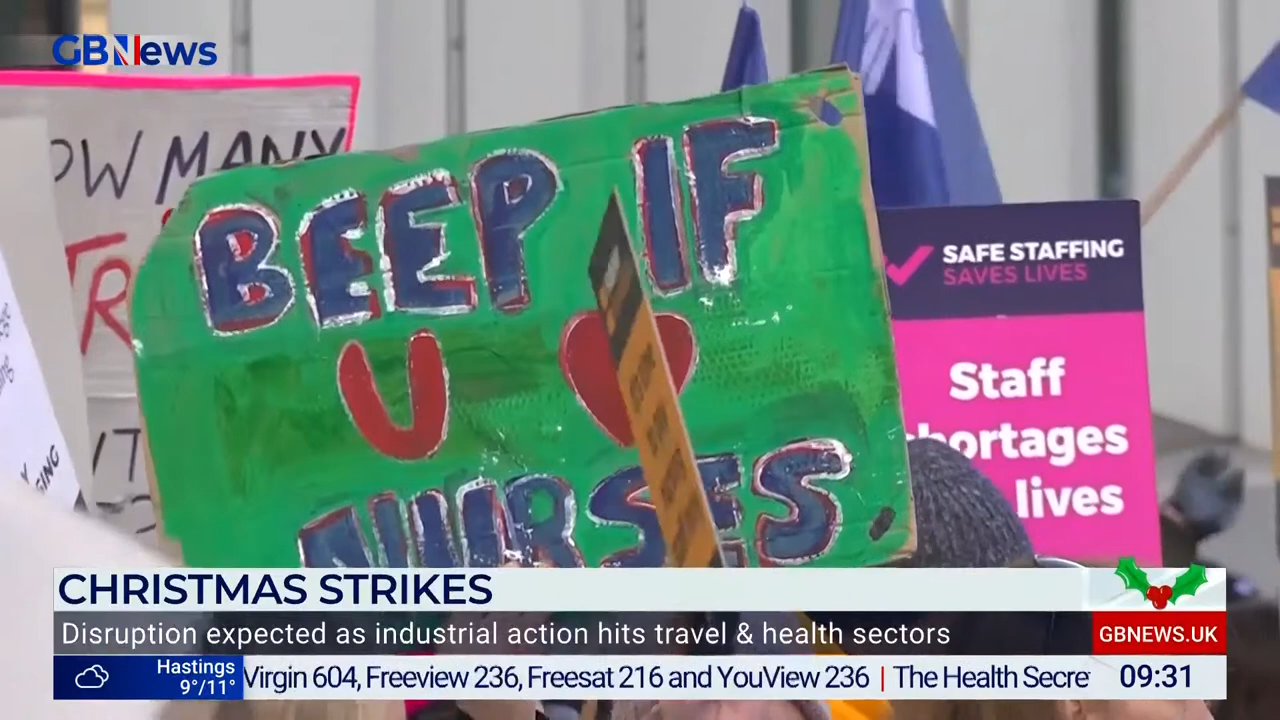 GBNews
OW MANY
BEEP IF
U
NURSES
SAFE STAFFING
SAVES LIVES
Staff
lives
CHRISTMAS STRIKES
Disruption expected as industrial action hits travel & health sectors
GBNEWS.UK
Hastings
9°/11°
Virgin 604, Freeview 236, Freesat 216 and YouView 236 | The Health Secre
09:31